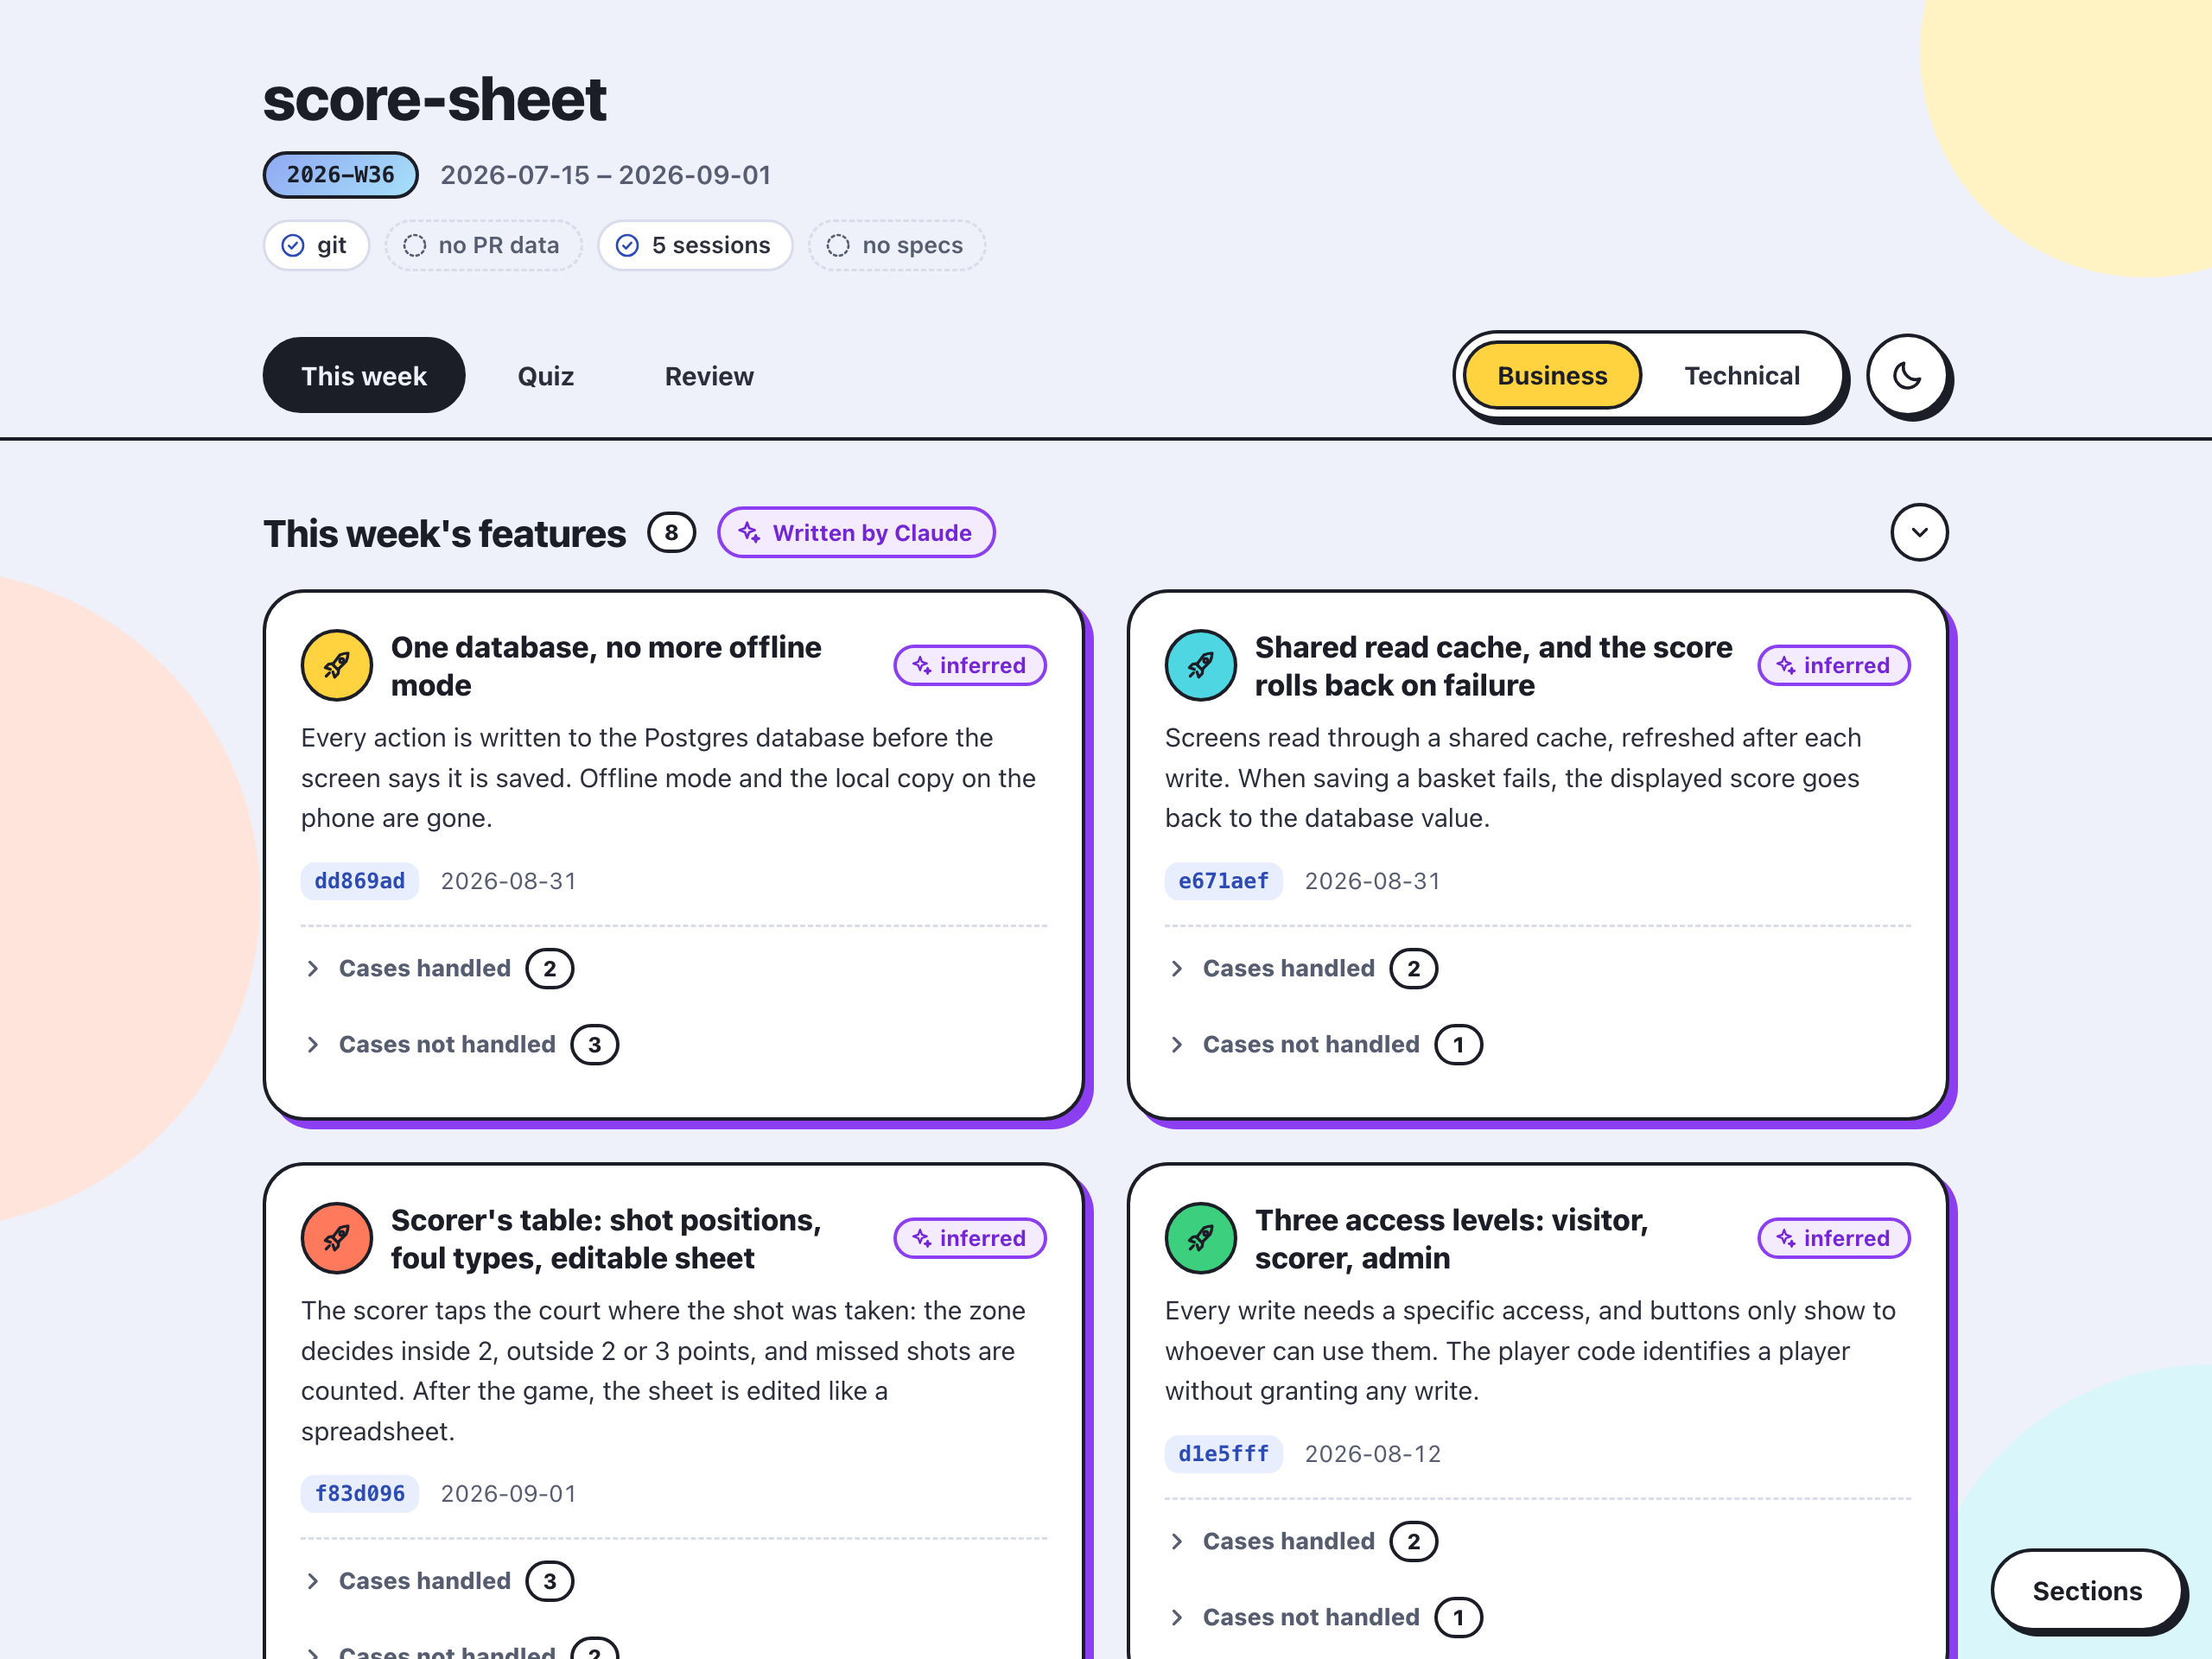 score-sheet
2026-W36 2026-07-15 – 2026-09-01
git no PR data 5 sessions no specs
This week Quiz Review Business Technical
This week's features 8 Written by Claude
One database, no more offline
mode
inferred
Every action is written to the Postgres database before the
screen says it is saved. Offline mode and the local copy on the
phone are gone.
dd869ad 2026-08-31
Cases handled 2
Cases not handled 3
Shared read cache, and the score
rolls back on failure
inferred
Screens read through a shared cache, refreshed after each
write. When saving a basket fails, the displayed score goes
back to the database value.
e671aef 2026-08-31
Cases handled 2
Cases not handled 1
Scorer's table: shot positions,
foul types, editable sheet
inferred
The scorer taps the court where the shot was taken: the zone
decides inside 2, outside 2 or 3 points, and missed shots are
counted. After the game, the sheet is edited like a
spreadsheet.
f83d096 2026-09-01
Cases handled 3
Cases not handled 2
Three access levels: visitor,
scorer, admin
inferred
Every write needs a specific access, and buttons only show to
whoever can use them. The player code identifies a player
without granting any write.
d1e5fff 2026-08-12
Cases handled 2
Cases not handled 1
Sections